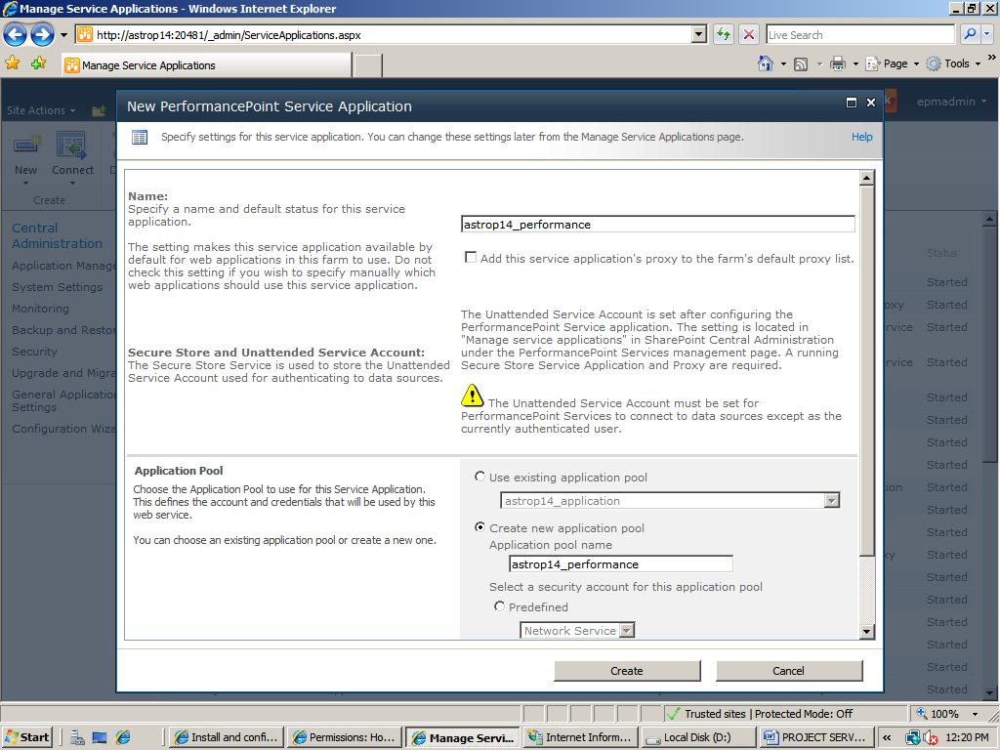 Manage Service Applications - Windows Internet Explorer
http://astrop14:20481/_admin/ServiceApplications.aspx
Live Search
Manage Service Applications
Page
Tools
Site Actions
epmadmin
New PerformancePoint Service Application
Specify settings for this service application. You can change these settings later from the Manage Service Applications page.
Help
New
Connect
Create
Central
Administration
Application Manage
System Settings
Monitoring
Backup and Restor
Security
Upgrade and Migra
General Application
Settings
Configuration Wiza
Name:
Specify a name and default status for this service
application.
The setting makes this service application available by
default for web applications in this farm to use. Do not
check this setting if you wish to specify manually which
web applications should use this service application.
astrop14_performance
Add this service application's proxy to the farm's default proxy list.
Secure Store and Unattended Service Account:
The Secure Store Service is used to store the Unattended
Service Account used for authenticating to data sources.
The Unattended Service Account is set after configuring the
PerformancePoint Service application. The setting is located in
"Manage service applications" in SharePoint Central Administration
under the PerformancePoint Services management page. A running
Secure Store Service Application and Proxy are required.
The Unattended Service Account must be set for
PerformancePoint Services to connect to data sources except as the
currently authenticated user.
Application Pool
Choose the Application Pool to use for this Service Application.
This defines the account and credentials that will be used by this
web service.
You can choose an existing application pool or create a new one.
Use existing application pool
astrop14_application
Create new application pool
Application pool name
astrop14_performance
Select a security account for this application pool
Predefined
Network Service
Create
Cancel
Status
Started
oxy Started
ervice Started
ervice Started
Started
Started
Started
Started
ion Started
Started
Started
xy Started
Started
Started
Started
Started
Started
Started
Trusted sites | Protected Mode: Off
100%
Start
Install and confi...
Permissions: Ho...
Manage Servi...
Internet Inform...
Local Disk (D:)
PROJECT SERV...
12:20 PM